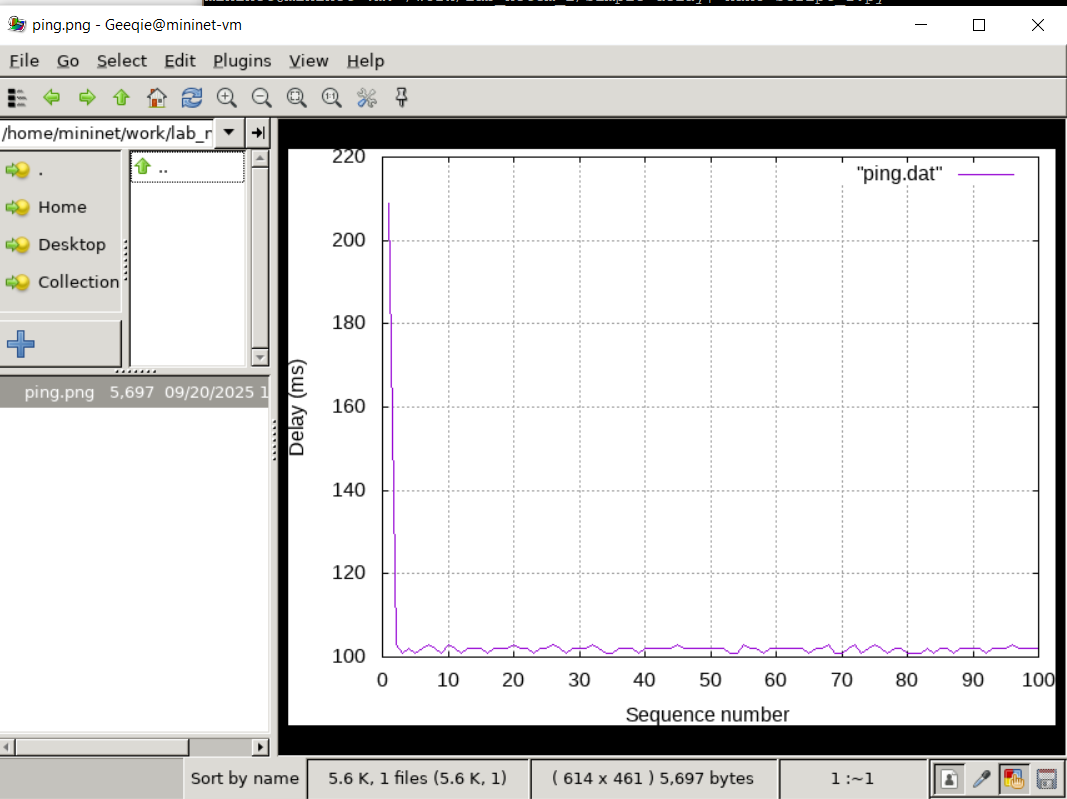 ping.png - Geeqie@mininet-vm
File Go Select Edit Plugins View Help
/home/mininet/work/lab_r
.
..
Home
Desktop
Collection
ping.png 5,697 09/20/2025 1
220
200
180
160
140
120
100
Delay (ms)
"ping.dat"
0 10 20 30 40 50 60 70 80 90 100
Sequence number
Sort by name
5.6 K, 1 files (5.6 K, 1)
( 614 x 461 ) 5,697 bytes
1 :~1